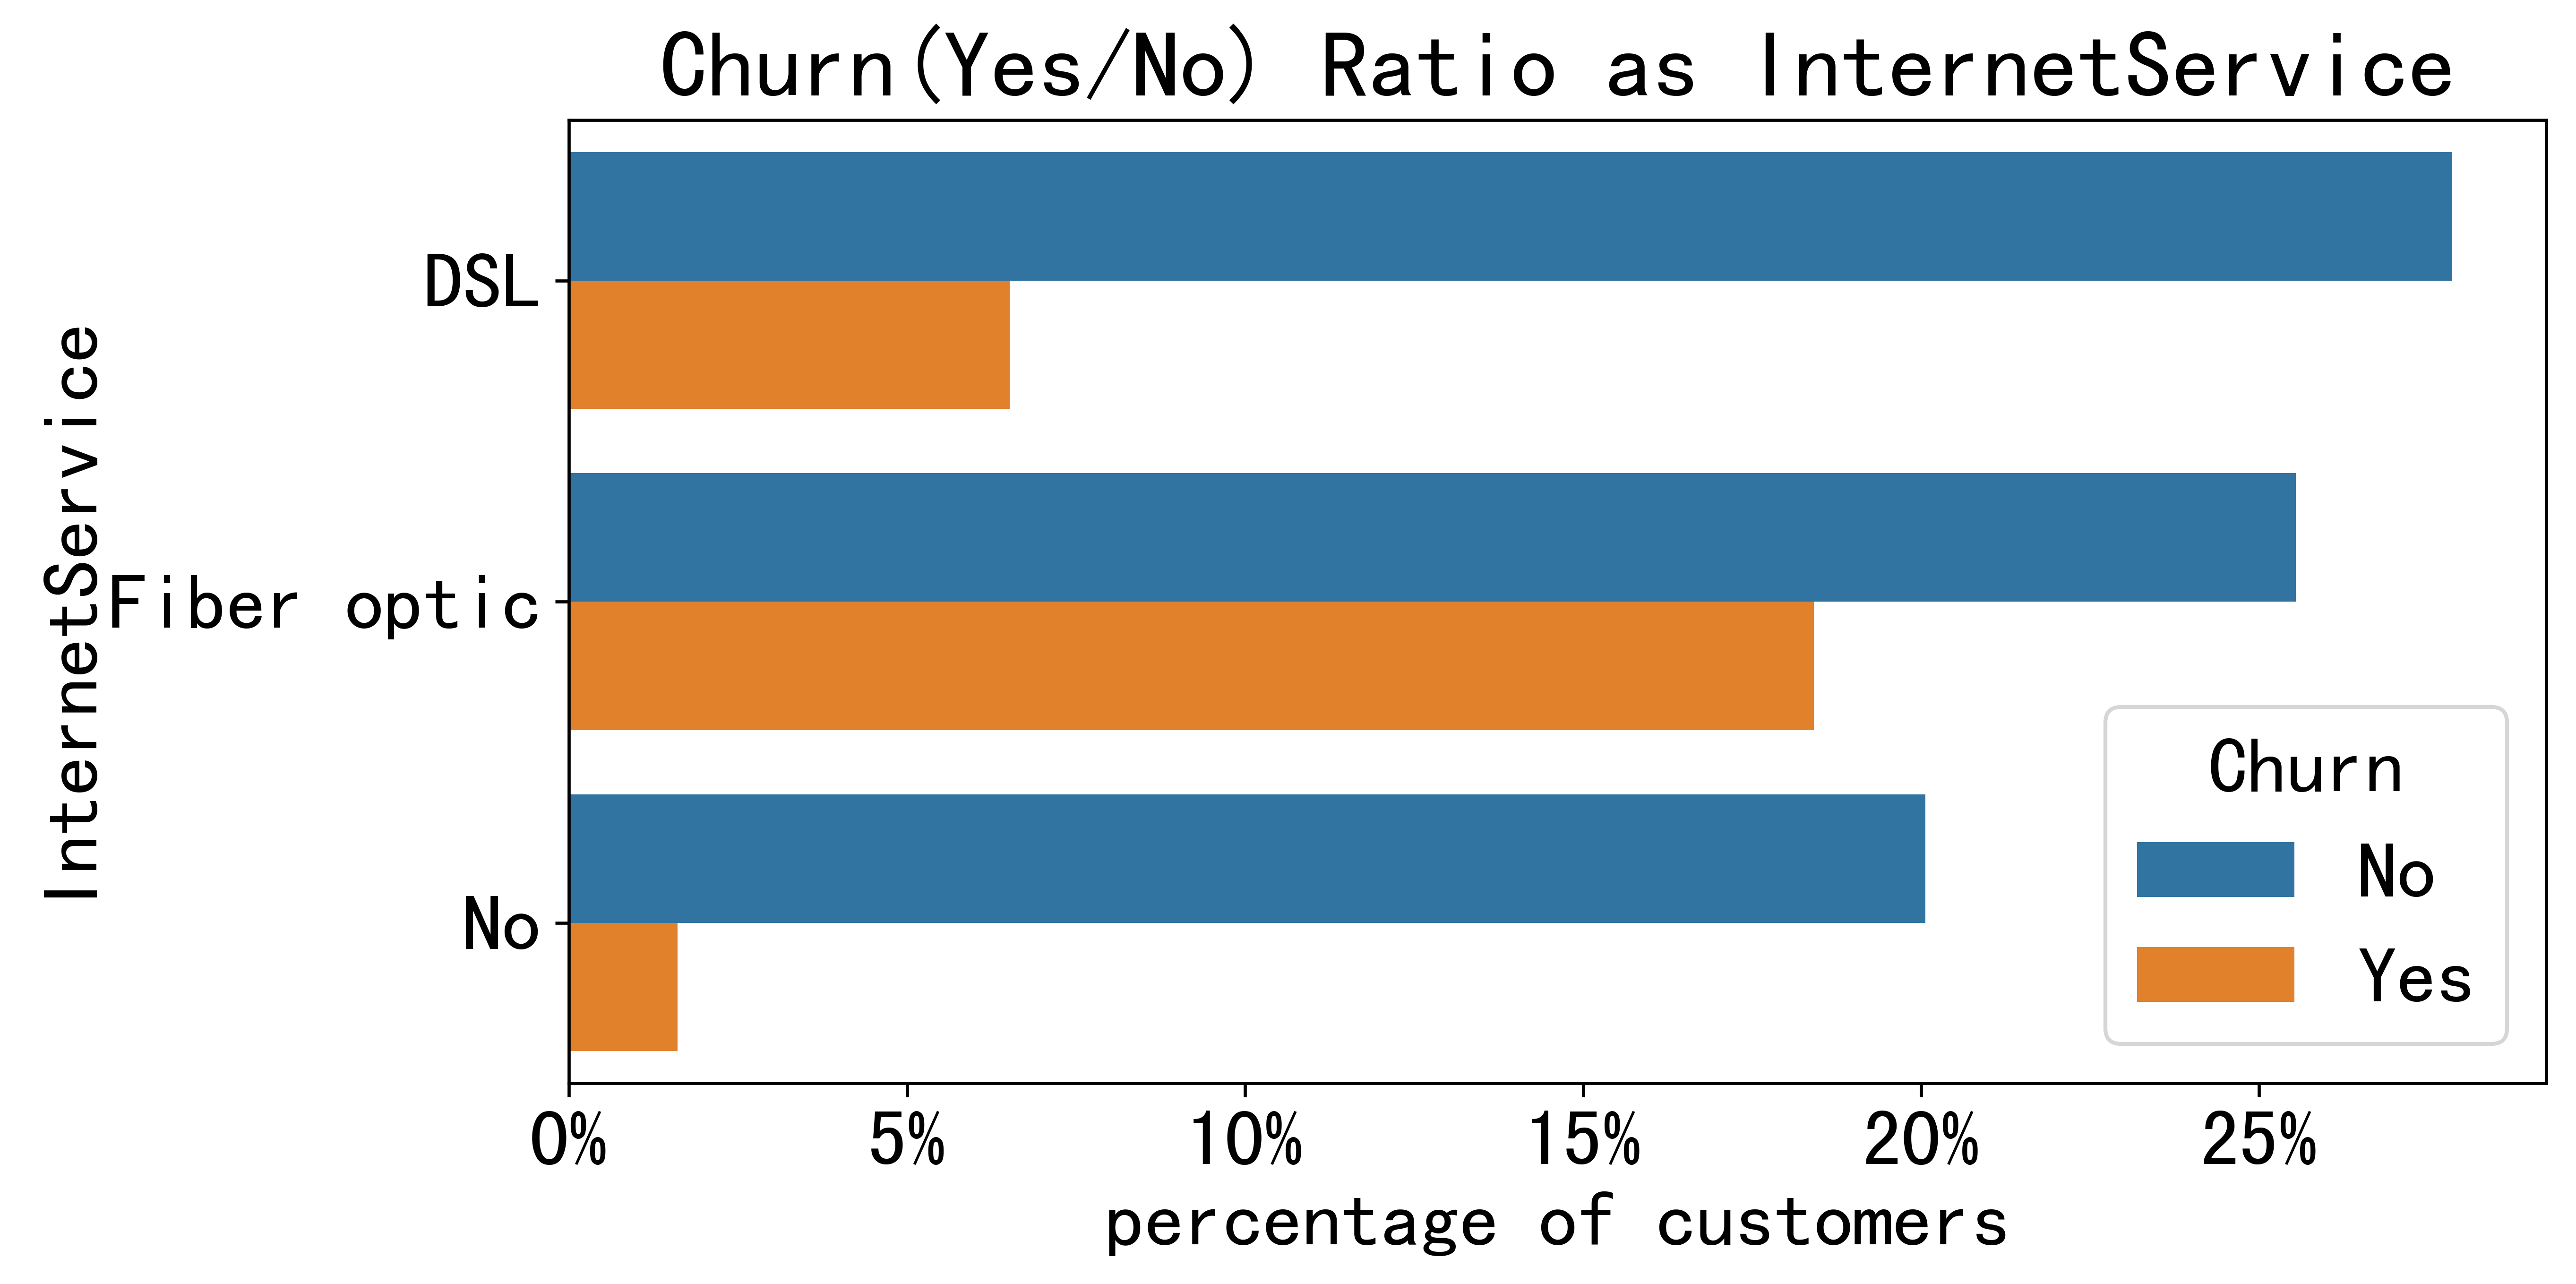 Churn(Yes/No) Ratio as InternetService
InternetService
DSL
Fiber optic
No
Churn
No
Yes
0% 5% 10% 15% 20% 25%
percentage of customers